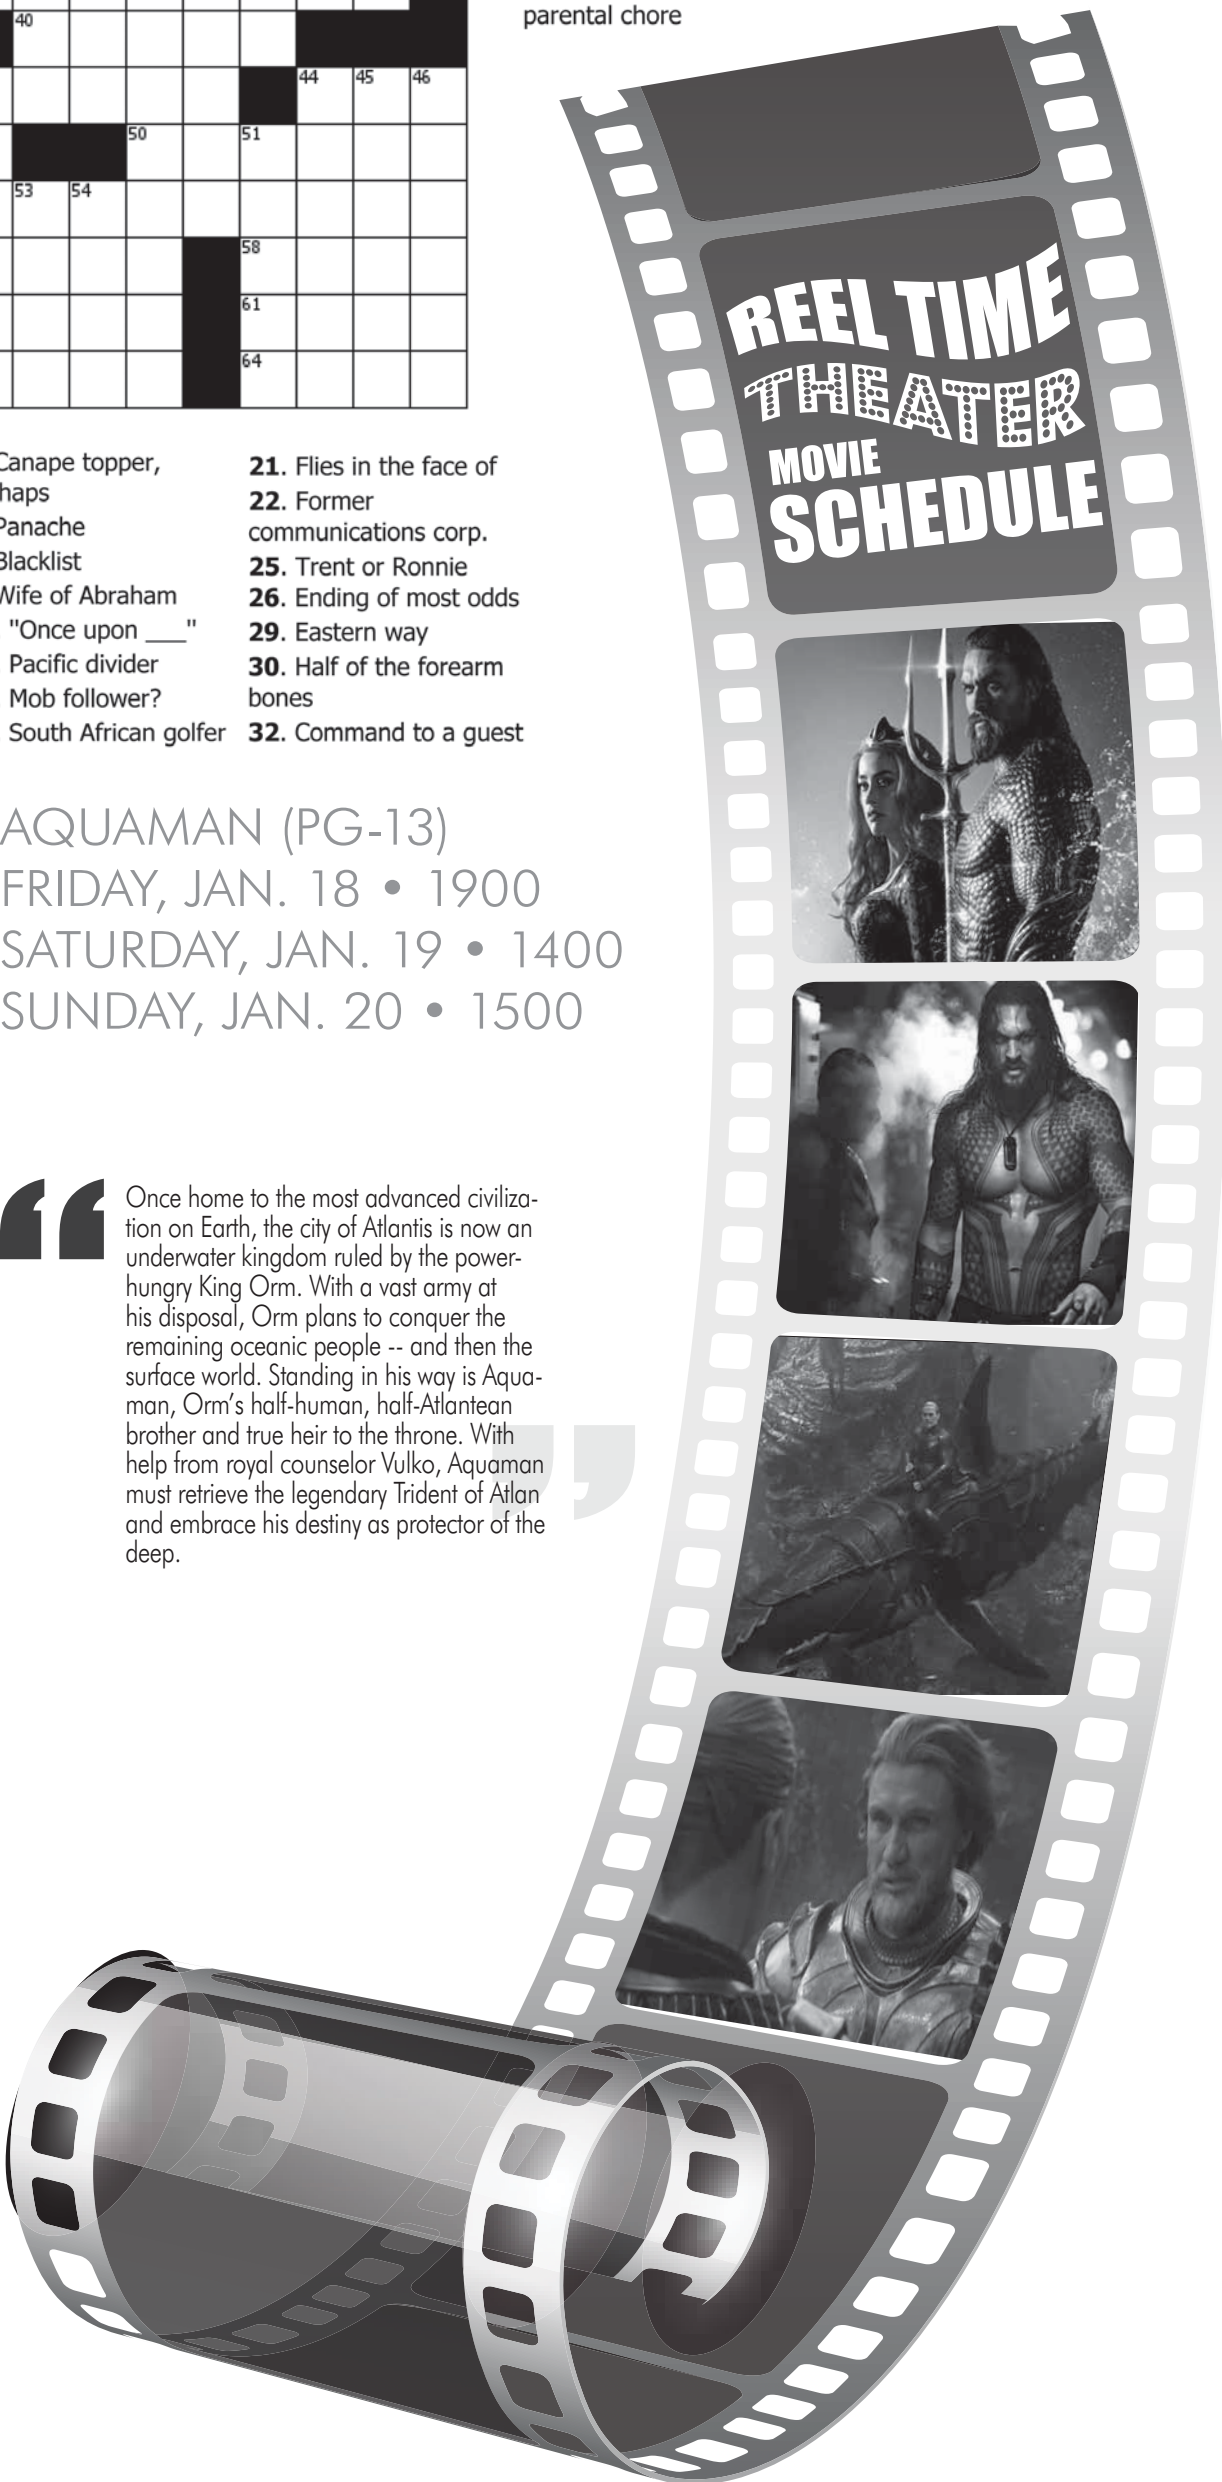 parental chore
40
44 45 46
50 51
53 54
58
61
64
Canape topper,
haps
Panache
Blacklist
Wife of Abraham
"Once upon ___"
Pacific divider
Mob follower?
South African golfer
21. Flies in the face of
22. Former
communications corp.
25. Trent or Ronnie
26. Ending of most odds
29. Eastern way
30. Half of the forearm
bones
32. Command to a guest
REEL TIME
THEATER
MOVIE
SCHEDULE
AQUAMAN (PG-13)
FRIDAY, JAN. 18 • 1900
SATURDAY, JAN. 19 • 1400
SUNDAY, JAN. 20 • 1500
“
Once home to the most advanced civiliza-
tion on Earth, the city of Atlantis is now an
underwater kingdom ruled by the power-
hungry King Orm. With a vast army at
his disposal, Orm plans to conquer the
remaining oceanic people -- and then the
surface world. Standing in his way is Aqua-
man, Orm's half-human, half-Atlantean
brother and true heir to the throne. With
help from royal counselor Vulko, Aquaman
must retrieve the legendary Trident of Atlan
and embrace his destiny as protector of the
deep.
”